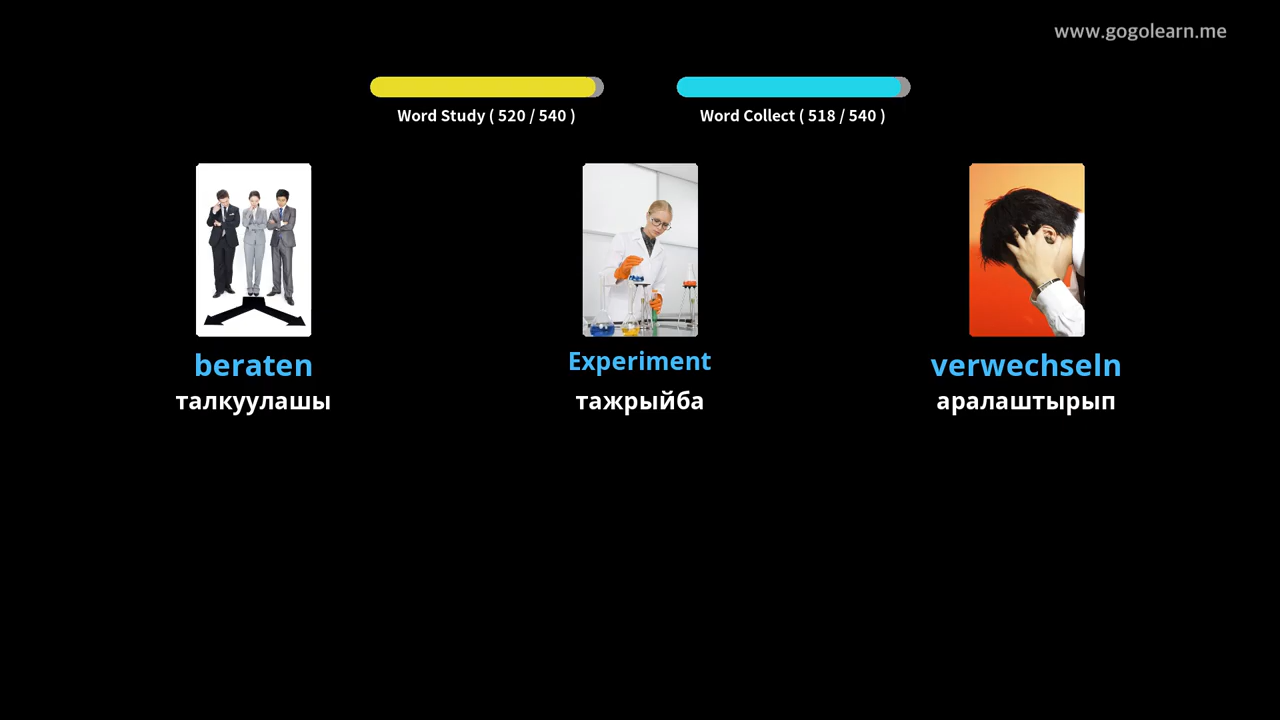 www.gogolearn.me
Word Study ( 520 / 540 )
Word Collect ( 518 / 540 )
beraten
талкуулашы
Experiment
тажрыйба
verwechseln
аралаштырып